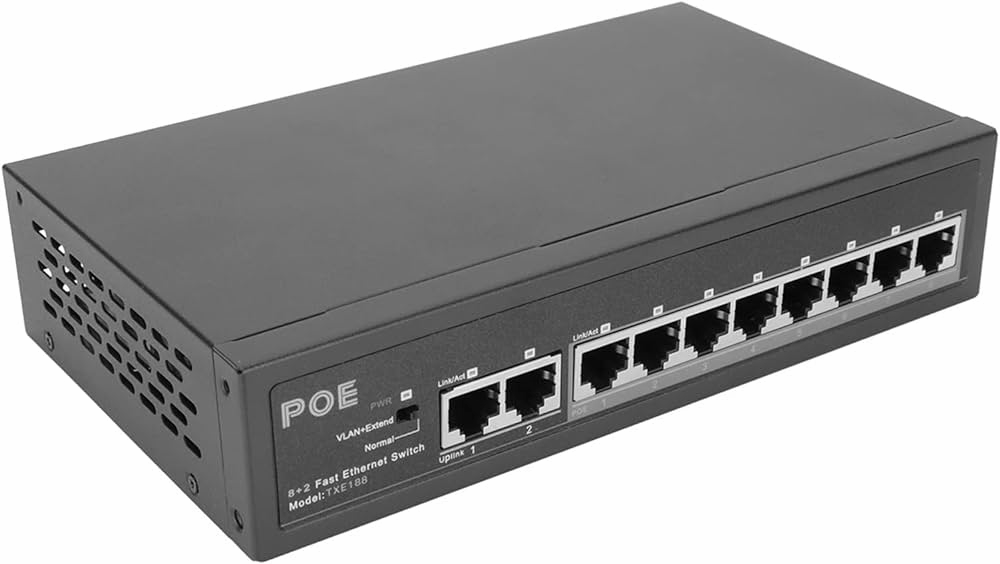 POE
PWR
VLAN+Extend
Normal
8+2 Fast Ethernet Switch
Model:TXE188
Link/Act
Uplink 1 2
Link/Act
POE 1 2 3 4 5 6